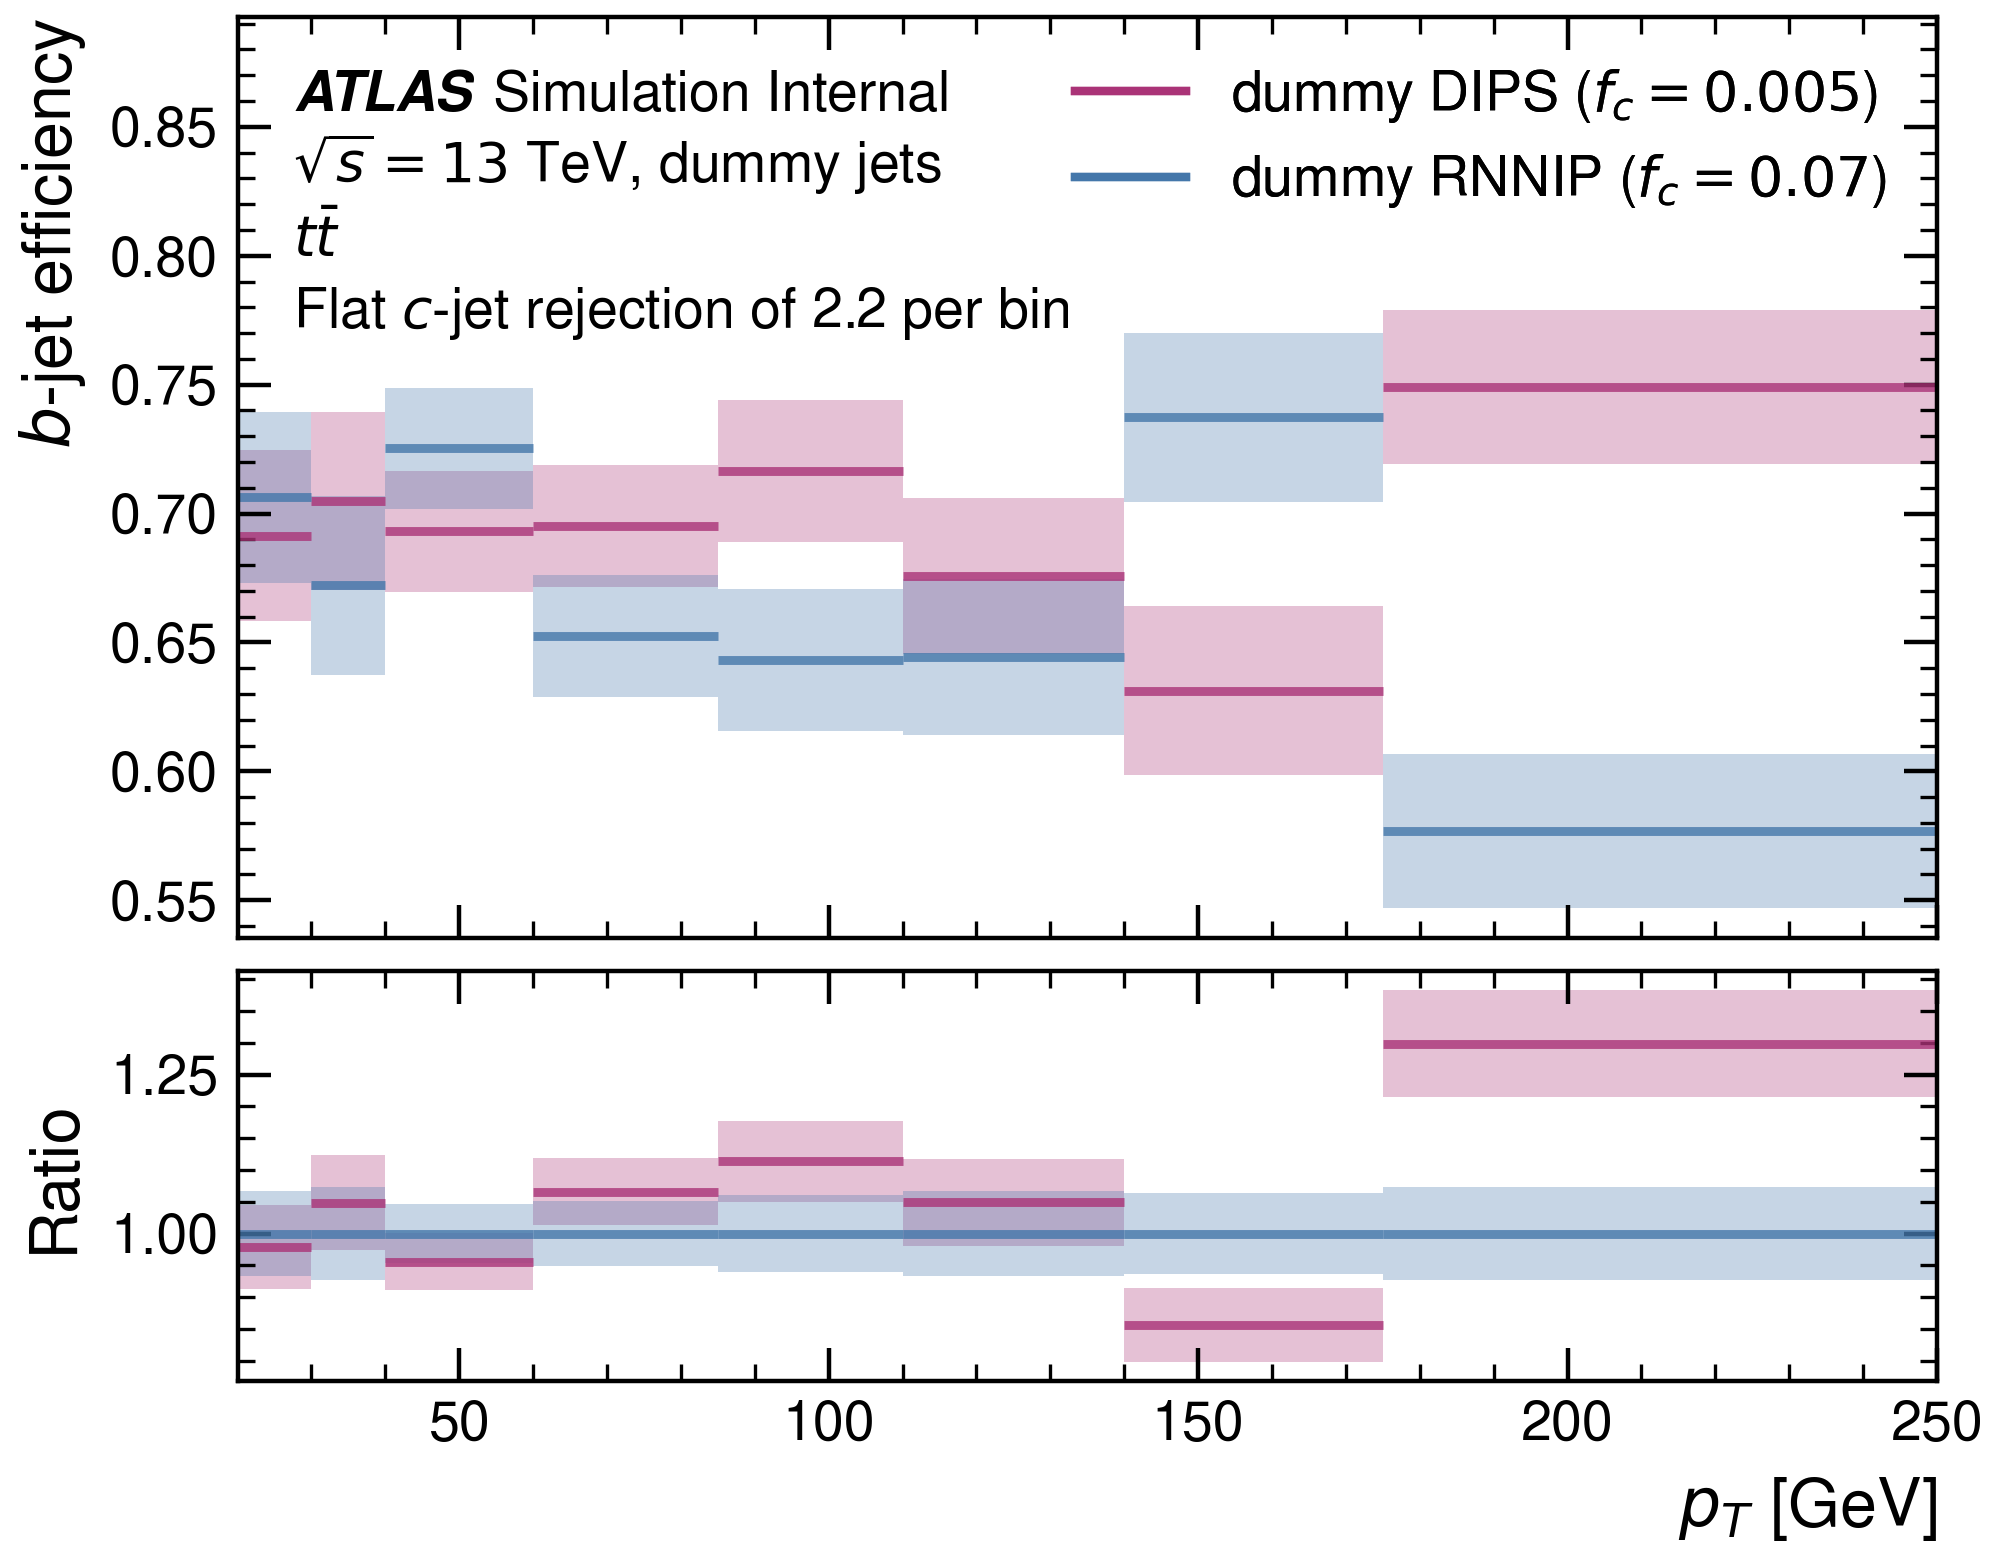 b-jet efficiency
ATLAS Simulation Internal
√s = 13 TeV, dummy jets
tt̄
Flat c-jet rejection of 2.2 per bin
dummy DIPS (f_c = 0.005)
dummy RNNIP (f_c = 0.07)
0.85
0.80
0.75
0.70
0.65
0.60
0.55
Ratio
1.25
1.00
50 100 150 200 250
p_T [GeV]